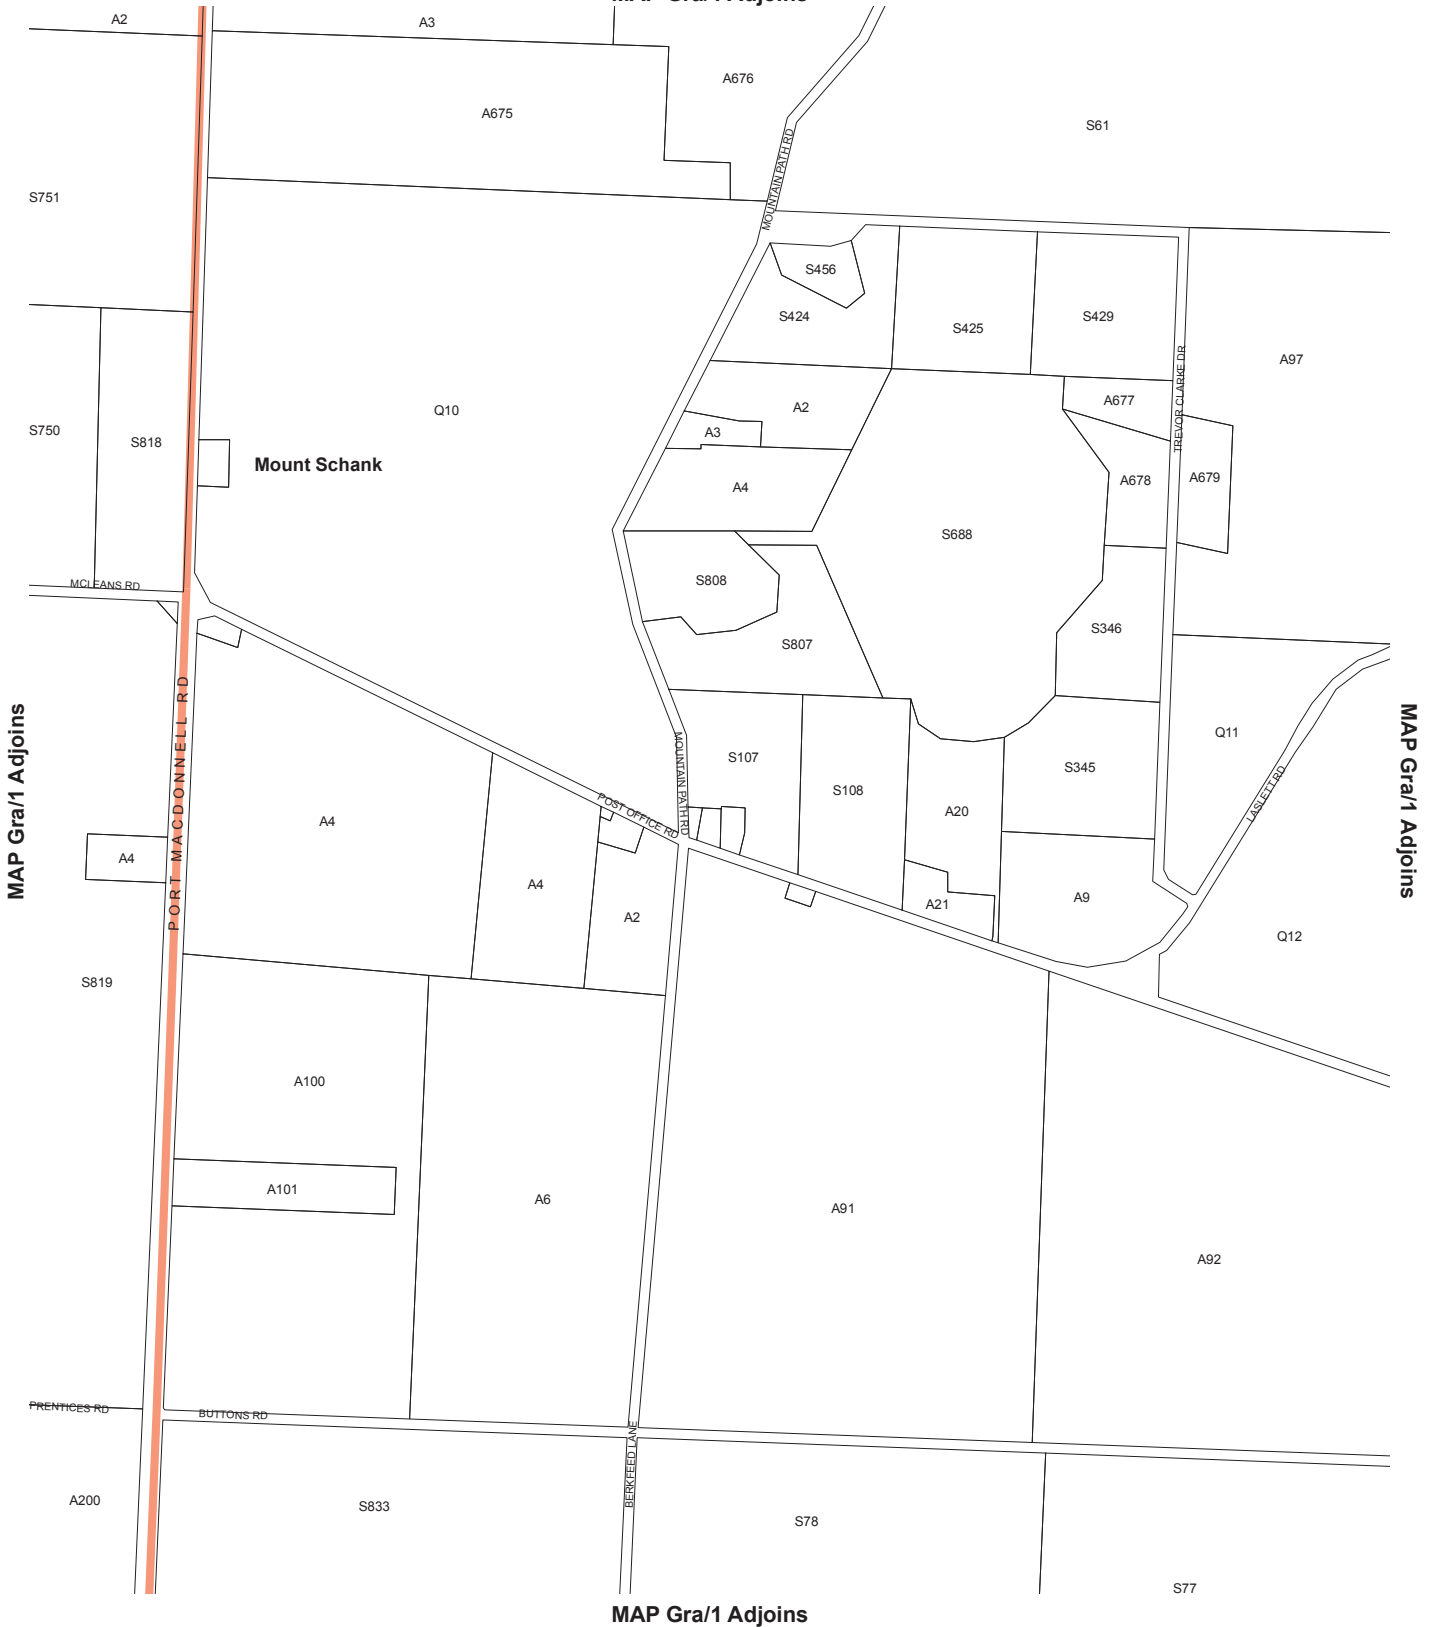 MAP Gra/1 Adjoins
A2
A3
A676
A675
S61
MOUNTAIN PATH RD
S751
S456
S424
S425
S429
A97
TREVOR CLARKE DR
A677
A2
Q10
A3
S750
S818
Mount Schank
A4
A678
A679
S688
S808
MCLEANS RD
S346
S807
PORT MACDONNELL RD
MAP Gra/1 Adjoins
MAP Gra/1 Adjoins
Q11
MOUNTAIN PATH RD
S107
S345
S108
LASLETT RD
POST OFFICE RD
A20
A4
A4
A4
A9
A21
A2
Q12
S819
A100
A101
A6
A91
A92
PRENTICES RD
BUTTONS RD
BERKFEED LANE
A200
S833
S78
S77
MAP Gra/1 Adjoins